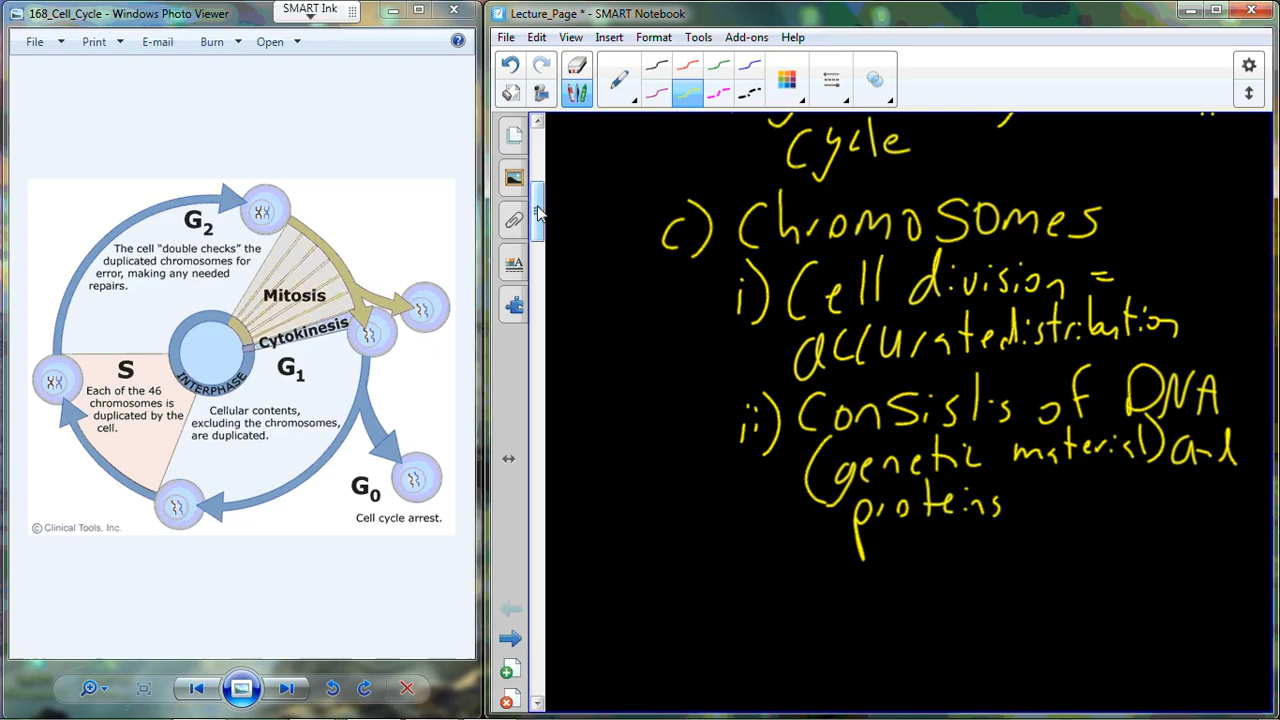 168_Cell_Cycle - Windows Photo Viewer
SMART Ink
File Print E-mail Burn Open
G2
The cell "double checks" the
duplicated chromosomes for
error, making any needed
repairs.
Mitosis
Cytokinesis
S
Each of the 46
chromosomes is
duplicated by the
cell.
INTERPHASE
G1
Cellular contents,
excluding the chromosomes,
are duplicated.
G0
Cell cycle arrest.
© Clinical Tools, Inc.
Lecture_Page * - SMART Notebook
File Edit View Insert Format Tools Add-ons Help
cycle
c) Chromosomes
i) Cell division =
accurate distribution
ii) Consists of DNA
(genetic material) and
proteins